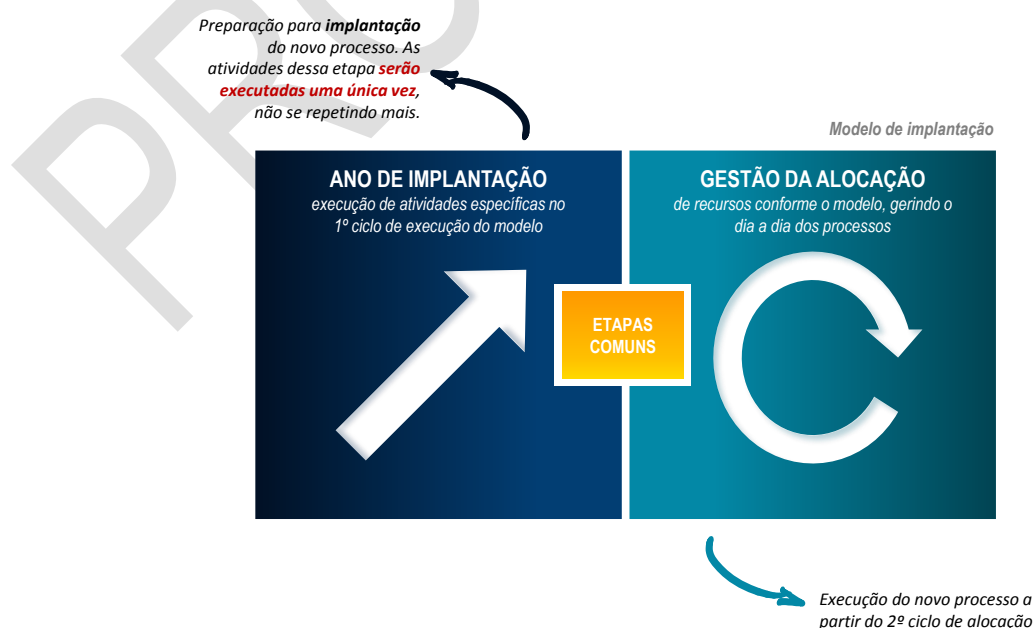 Preparação para implantação
do novo processo. As
atividades dessa etapa serão
executadas uma única vez,
não se repetindo mais.
Modelo de implantação
ANO DE IMPLANTAÇÃO
execução de atividades específicas no
1º ciclo de execução do modelo
GESTÃO DA ALOCAÇÃO
de recursos conforme o modelo, gerindo o
dia a dia dos processos
ETAPAS
COMUNS
Execução do novo processo a
partir do 2º ciclo de alocação